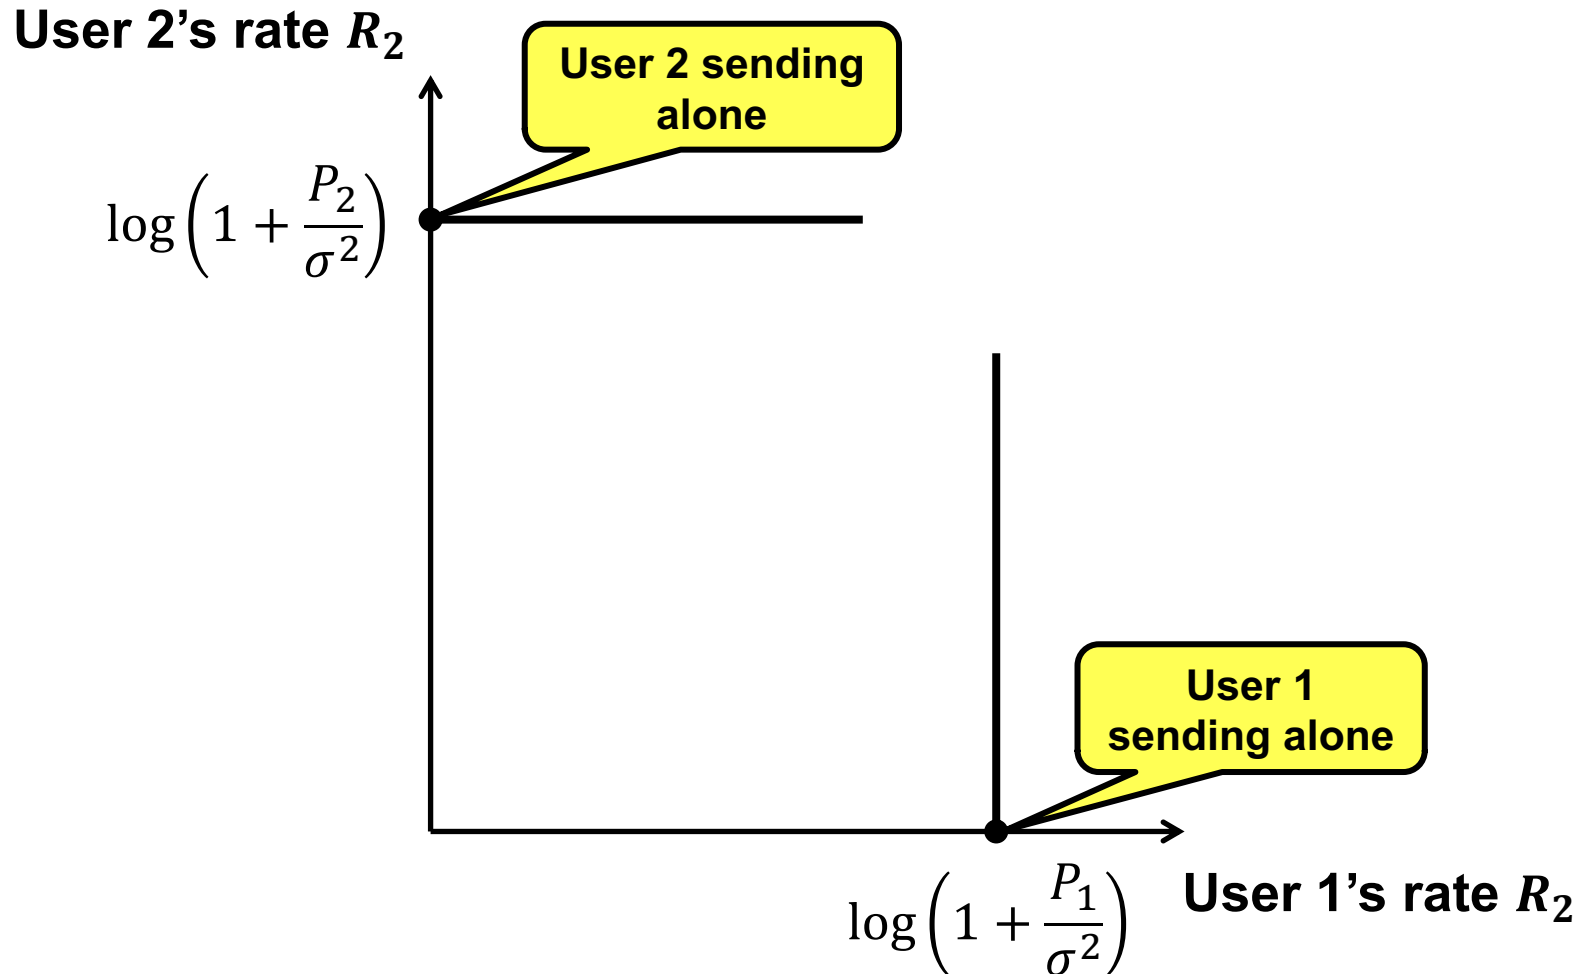 User 2’s rate R₂
User 2 sending
alone
log(1 + P₂/σ²)
User 1
sending alone
log(1 + P₁/σ²)
User 1’s rate R₂